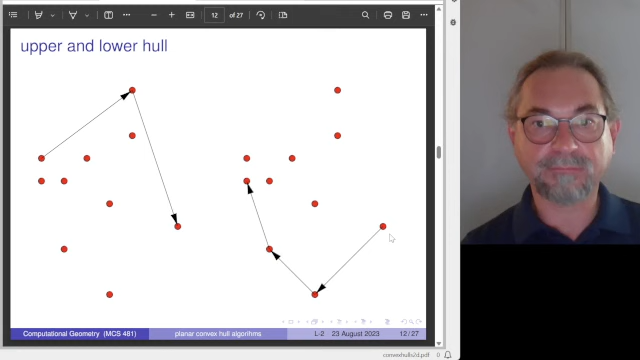 12 of 27
upper and lower hull
Computational Geometry (MCS 481) planar convex hull algorithms L-2 23 August 2023 12 / 27
convexhulls2d.pdf 0